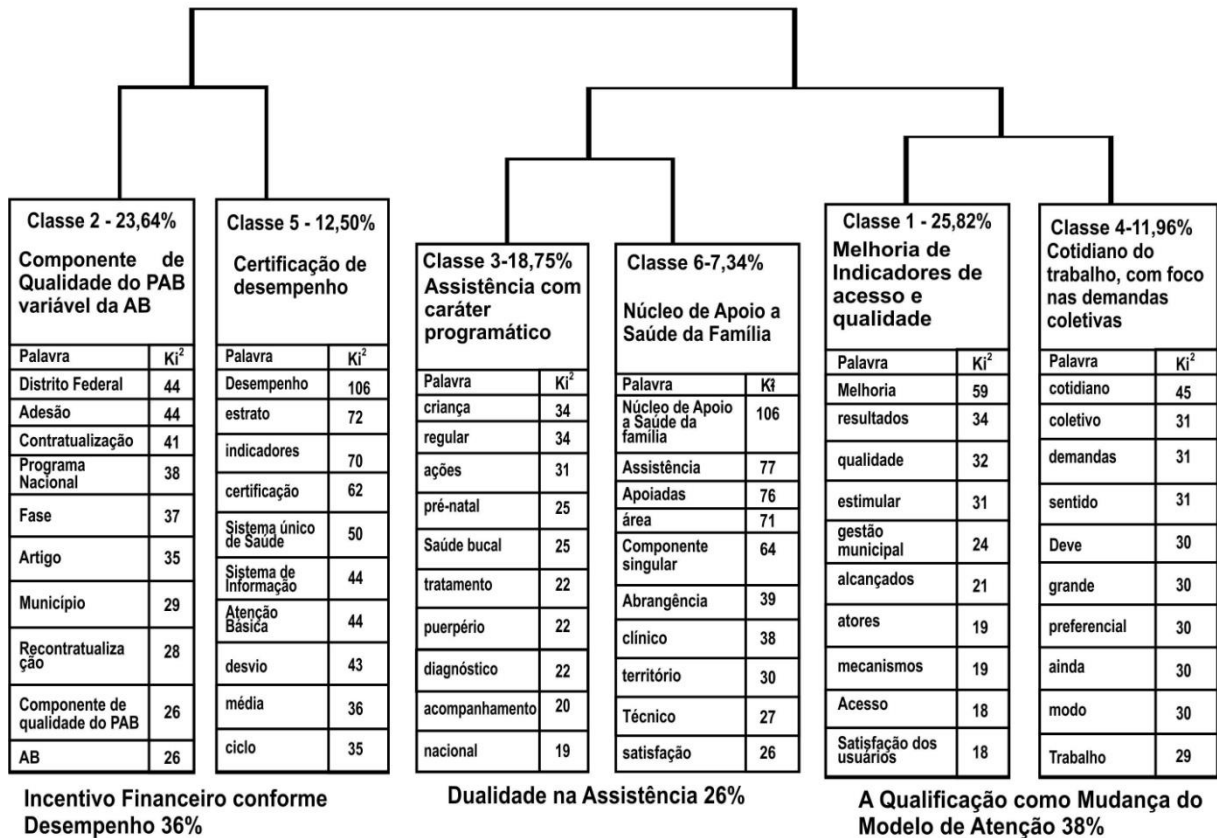 Classe 2 - 23,64%
Componente de
Qualidade do PAB
variável da AB
Palavra Ki²
Distrito Federal 44
Adesão 44
Contratualização 41
Programa
Nacional 38
Fase 37
Artigo 35
Município 29
Recontratualiza
ção 28
Componente de
qualidade do PAB 26
AB 26
Classe 5 - 12,50%
Certificação de
desempenho
Palavra Ki²
Desempenho 106
estrato 72
indicadores 70
certificação 62
Sistema único
de Saúde 50
Sistema de
Informação 44
Atenção
Básica 44
desvio 43
média 36
ciclo 35
Incentivo Financeiro conforme
Desempenho 36%
Classe 3-18,75%
Assistência com
caráter
programático
Palavra Ki²
criança 34
regular 34
ações 31
pré-natal 25
Saúde bucal 25
tratamento 22
puerpério 22
diagnóstico 22
acompanhamento 20
nacional 19
Classe 6-7,34%
Núcleo de Apoio a
Saúde da Família
Palavra Ki²
Núcleo de Apoio
a Saúde da
família 106
Assistência 77
Apoiadas 76
área 71
Componente
singular 64
Abrangência 39
clínico 38
território 30
Técnico 27
satisfação 26
Dualidade na Assistência 26%
Classe 1 - 25,82%
Melhoria de
Indicadores de
acesso e
qualidade
Palavra Ki²
Melhoria 59
resultados 34
qualidade 32
estimular 31
gestão
municipal 24
alcançados 21
atores 19
mecanismos 19
Acesso 18
Satisfação dos
usuários 18
Classe 4-11,96%
Cotidiano do
trabalho, com foco
nas demandas
coletivas
Palavra Ki²
cotidiano 45
coletivo 31
demandas 31
sentido 31
Deve 30
grande 30
preferencial 30
ainda 30
modo 30
Trabalho 29
A Qualificação como Mudança do
Modelo de Atenção 38%